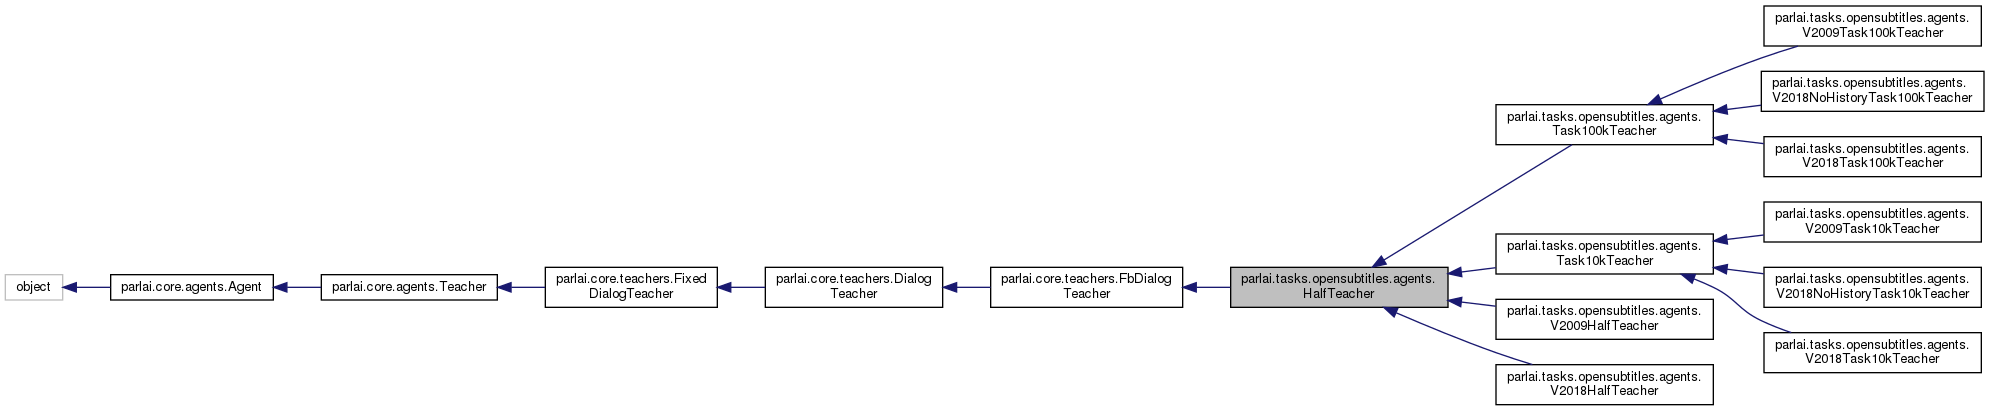 parlai.tasks.opensubtitles.agents.
V2009Task100kTeacher
parlai.tasks.opensubtitles.agents.
V2018NoHistoryTask100kTeacher
parlai.tasks.opensubtitles.agents.
Task100kTeacher
parlai.tasks.opensubtitles.agents.
V2018Task100kTeacher
parlai.tasks.opensubtitles.agents.
V2009Task10kTeacher
parlai.tasks.opensubtitles.agents.
Task10kTeacher
object
parlai.core.agents.Agent
parlai.core.agents.Teacher
parlai.core.teachers.Fixed
DialogTeacher
parlai.core.teachers.Dialog
Teacher
parlai.core.teachers.FbDialog
Teacher
parlai.tasks.opensubtitles.agents.
HalfTeacher
parlai.tasks.opensubtitles.agents.
V2018NoHistoryTask10kTeacher
parlai.tasks.opensubtitles.agents.
V2009HalfTeacher
parlai.tasks.opensubtitles.agents.
V2018Task10kTeacher
parlai.tasks.opensubtitles.agents.
V2018HalfTeacher